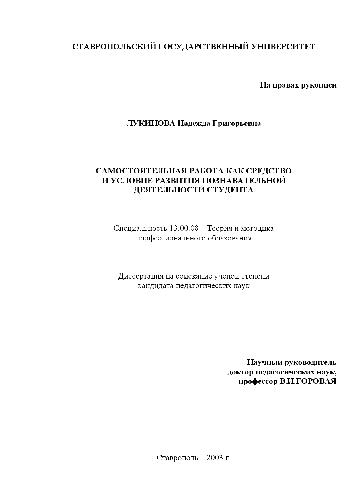 СТАВРОПОЛЬСКИЙ ГОСУДАРСТВЕННЫЙ УНИВЕРСИТЕТ
На правах рукописи
ЛУКИНОВА Надежда Григорьевна
САМОСТОЯТЕЛЬНАЯ РАБОТА КАК СРЕДСТВО
И УСЛОВИЕ РАЗВИТИЯ ПОЗНАВАТЕЛЬНОЙ
ДЕЯТЕЛЬНОСТИ СТУДЕНТА
Специальность 13.00.08 – Теория и методика
профессионального образования
Диссертация на соискание ученой степени
кандидата педагогических наук
Научный руководитель
доктор педагогических наук,
профессор В.И.ГОРОВАЯ
Ставрополь – 2003 г